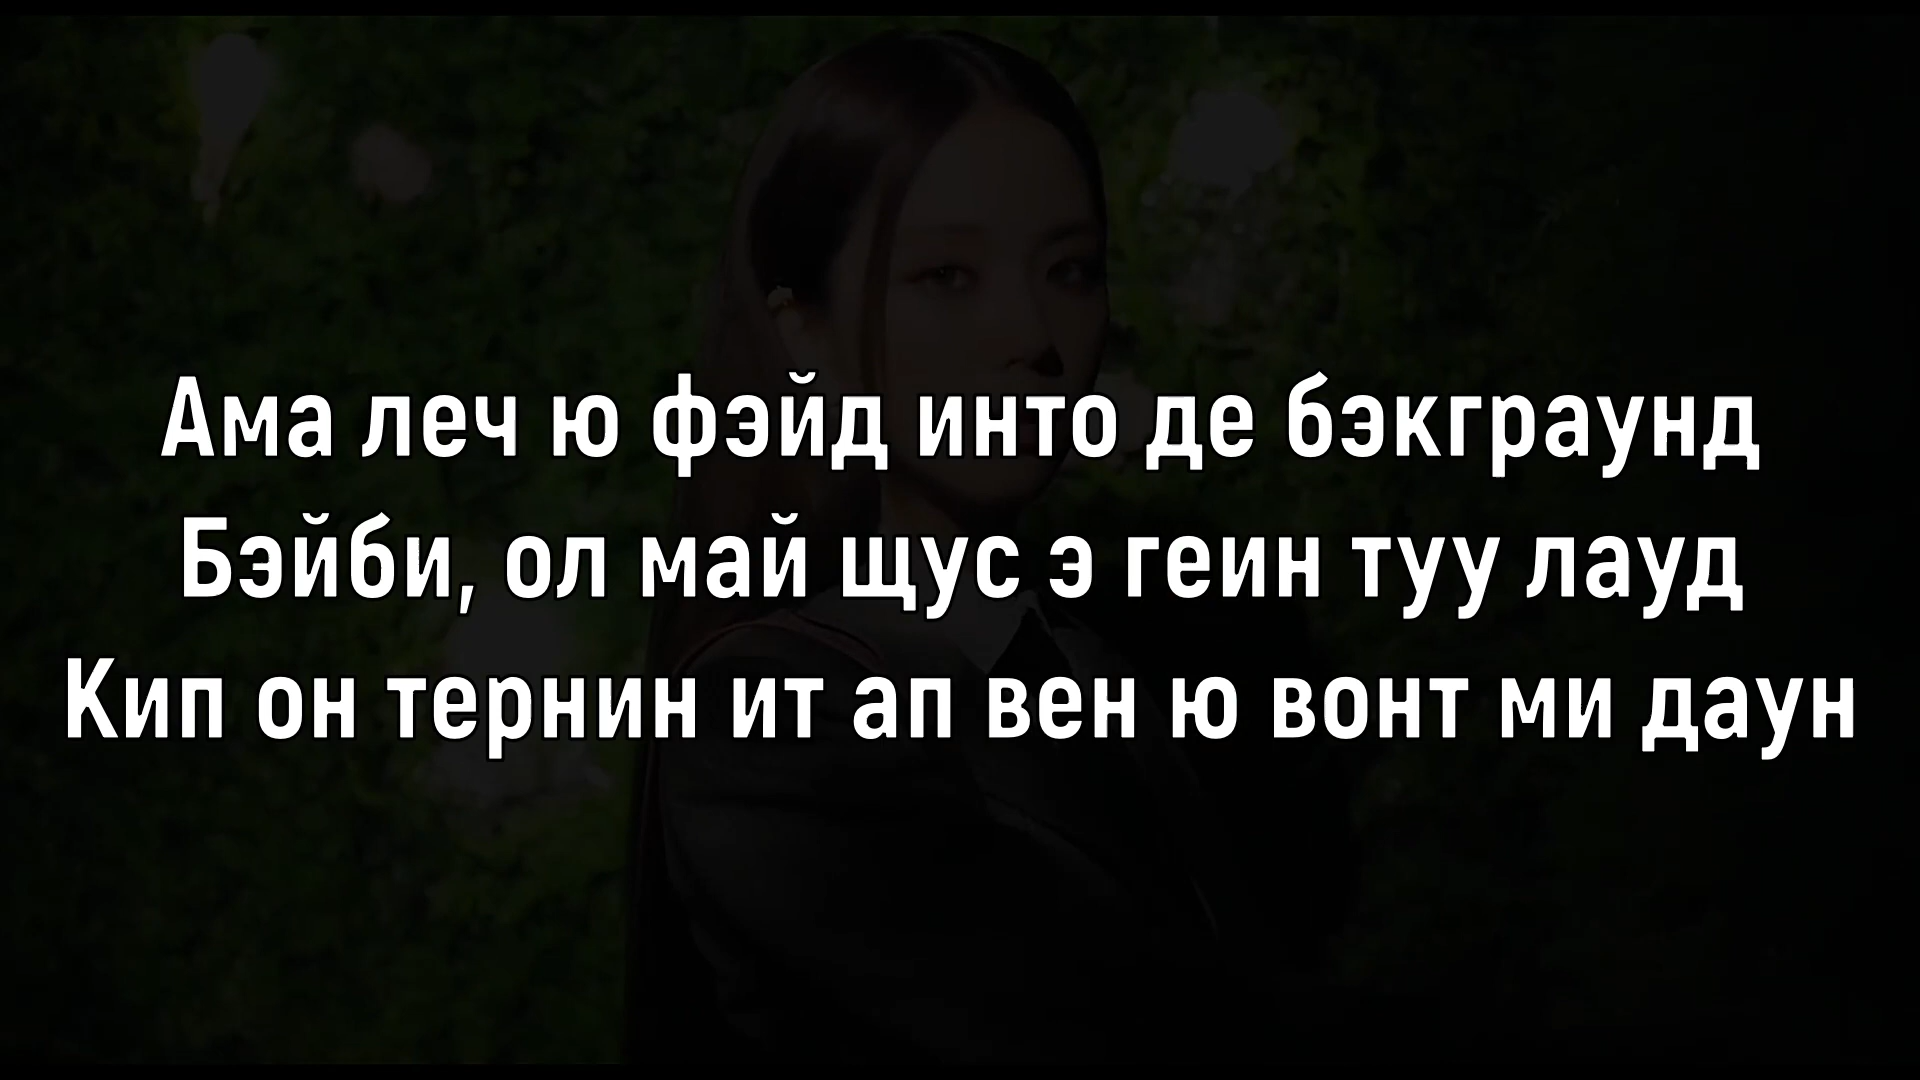 Ама леч ю фэйд инто де бэкграунд
Бэйби, ол май щус э геин туу лауд
Кип он тернин ит ап вен ю вонт ми даун